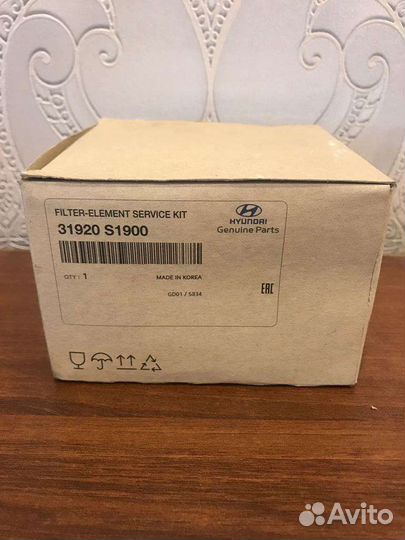 FILTER-ELEMENT SERVICE KIT
31920 S1900
HYUNDAI
Genuine Parts
QTY : 1 MADE IN KOREA
GD01 / 5834
EAC
Avito